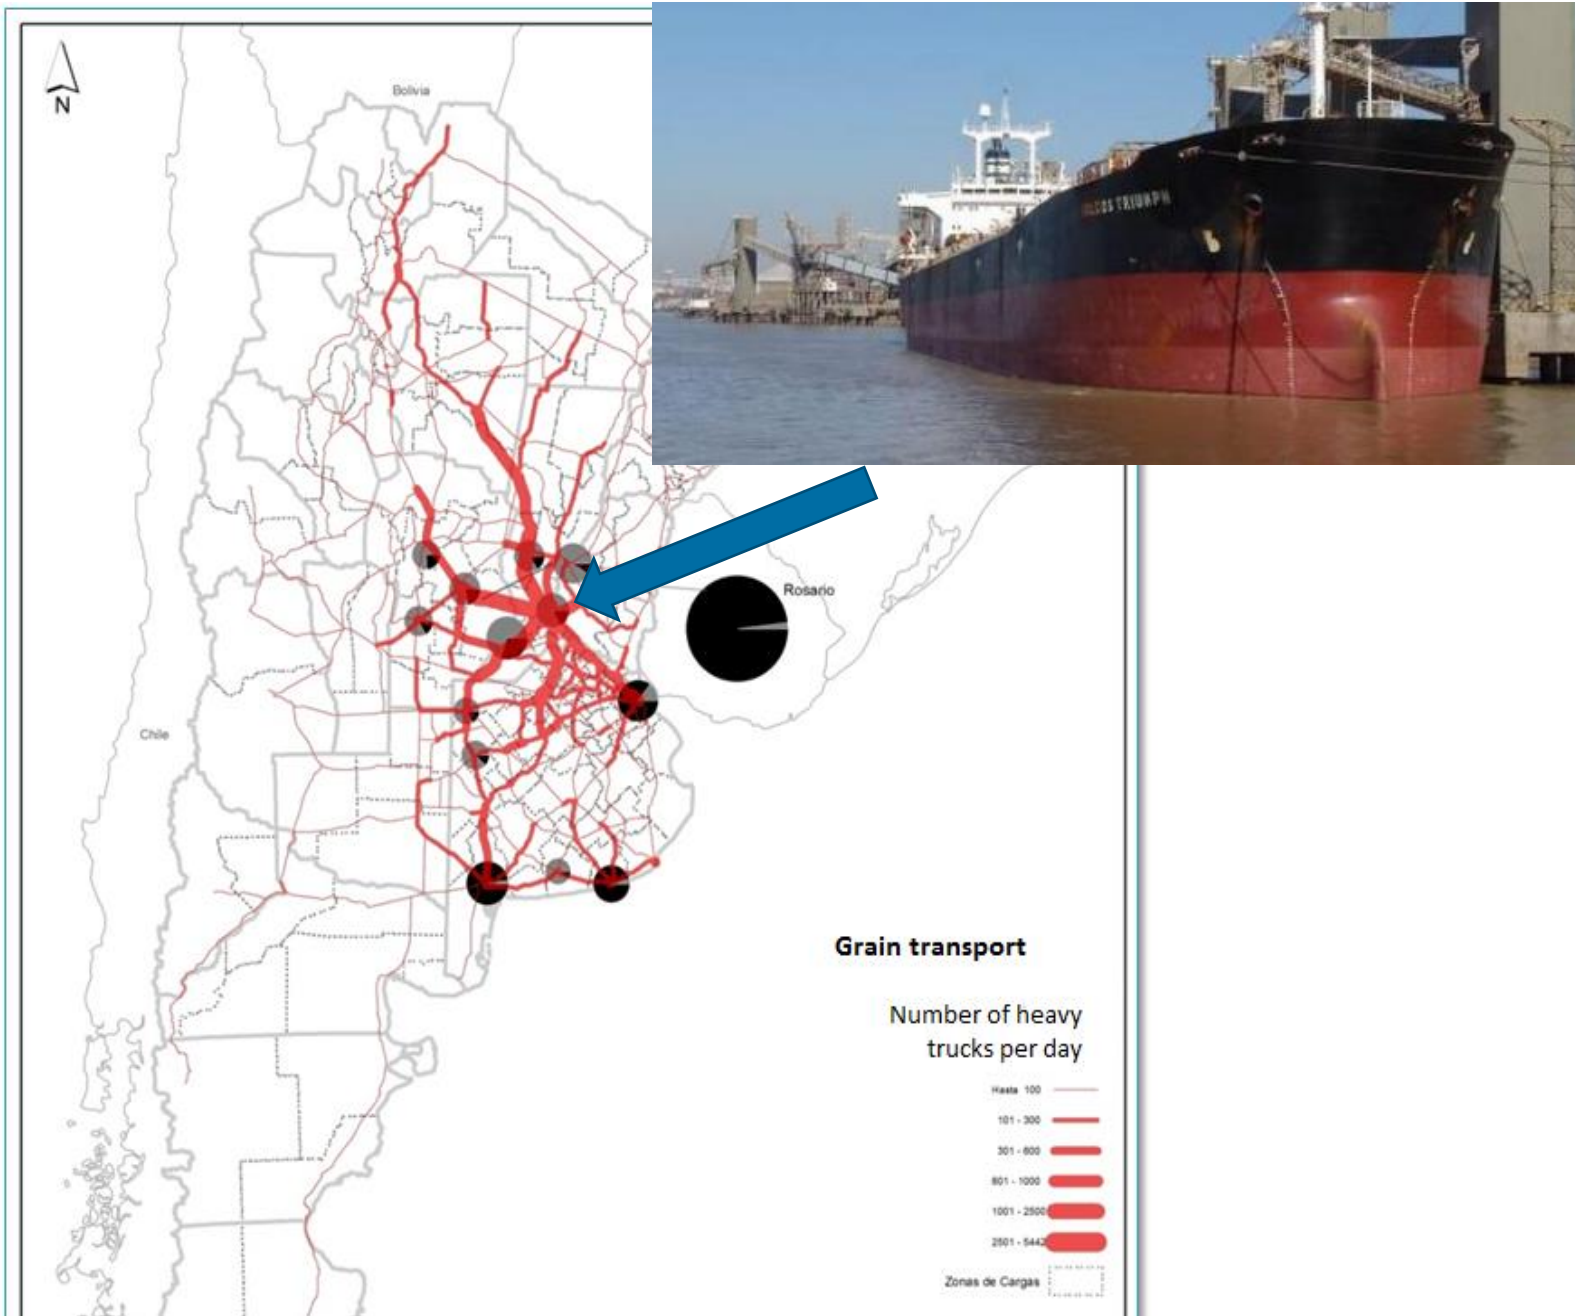 N
Bolivia
TRIUMPH
Rosario
Chile
Grain transport
Number of heavy
trucks per day
Hasta 100
101 - 300
301 - 600
601 - 1000
1001 - 2500
2501 - 5442
Zonas de Cargas